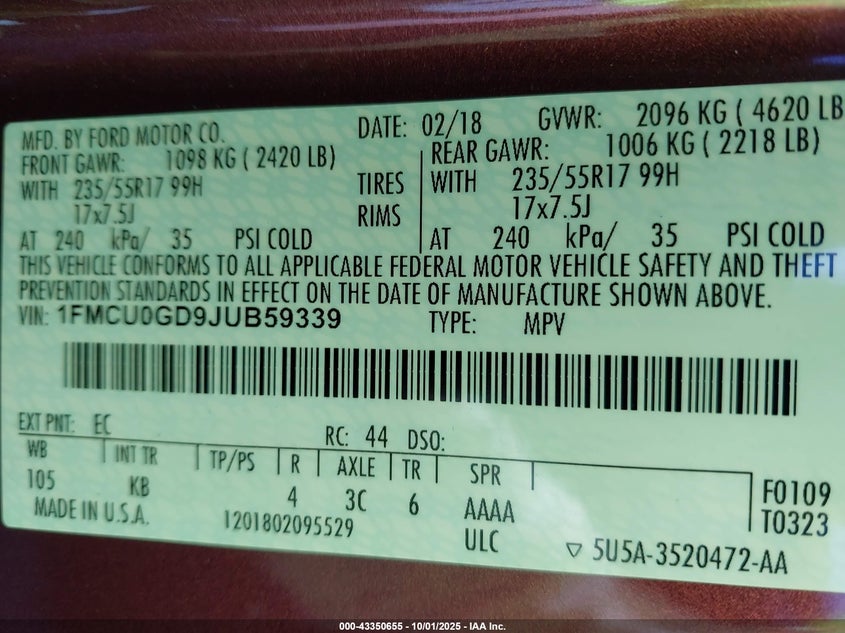 MFD. BY FORD MOTOR CO. DATE: 02/18 GVWR: 2096 KG ( 4620 LB
FRONT GAWR: 1098 KG ( 2420 LB) REAR GAWR: 1006 KG ( 2218 LB)
WITH 235/55R17 99H TIRES WITH 235/55R17 99H
17x7.5J RIMS 17x7.5J
AT 240 kPa/ 35 PSI COLD AT 240 kPa/ 35 PSI COLD
THIS VEHICLE CONFORMS TO ALL APPLICABLE FEDERAL MOTOR VEHICLE SAFETY AND THEFT
PREVENTION STANDARDS IN EFFECT ON THE DATE OF MANUFACTURE SHOWN ABOVE.
VIN: 1FMCU0GD9JUB59339 TYPE: MPV
EXT PNT: EC RC: 44 DSO:
WB INT TR TP/PS R AXLE TR SPR
105 KB 4 3C 6 AAAA F0109
MADE IN U.S.A. 1201802095529 ULC T0323
5U5A-3520472-AA
000-43350655 - 10/01/2025 - IAA Inc.